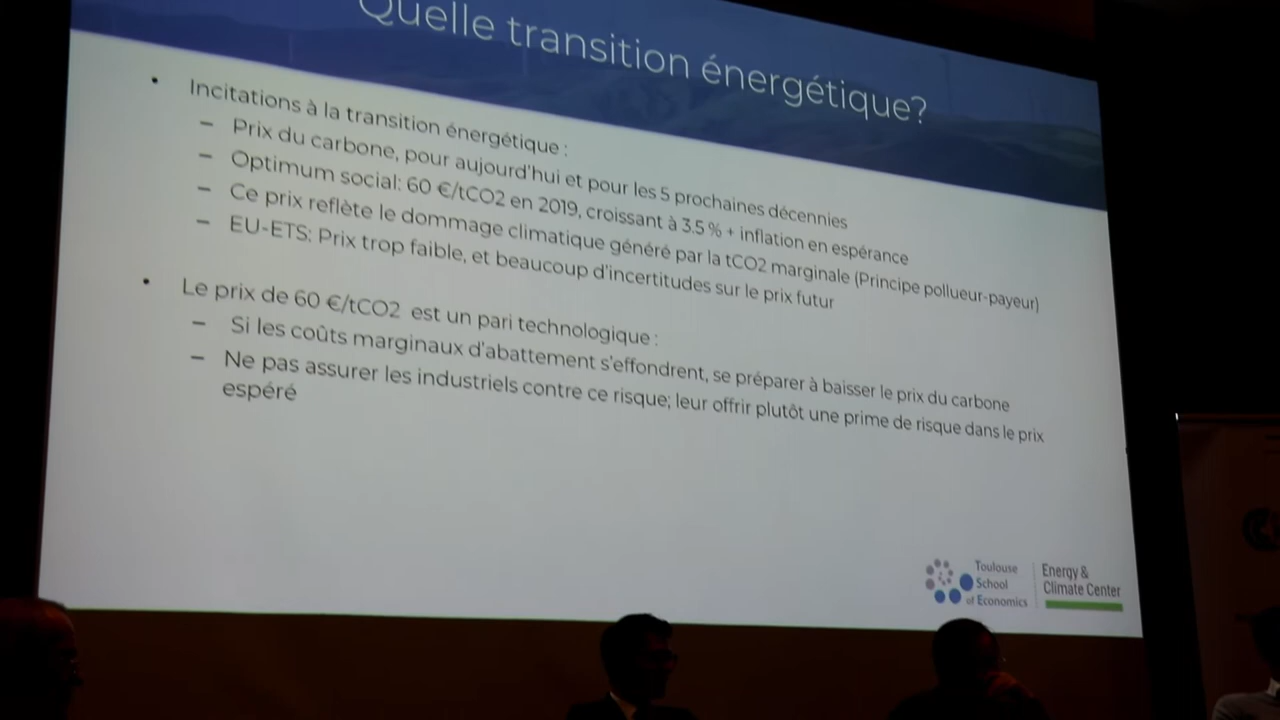 Quelle transition énergétique?
• Incitations à la transition énergétique :
– Prix du carbone, pour aujourd'hui et pour les 5 prochaines décennies
– Optimum social: 60 €/tCO2 en 2019, croissant à 3.5 % + inflation en espérance
– Ce prix reflète le dommage climatique généré par la tCO2 marginale (Principe pollueur-payeur)
– EU-ETS: Prix trop faible, et beaucoup d'incertitudes sur le prix futur
• Le prix de 60 €/tCO2 est un pari technologique :
– Si les coûts marginaux d'abattement s'effondrent, se préparer à baisser le prix du carbone
– Ne pas assurer les industriels contre ce risque; leur offrir plutôt une prime de risque dans le prix
espéré
Toulouse
School
of Economics
Energy &
Climate Center